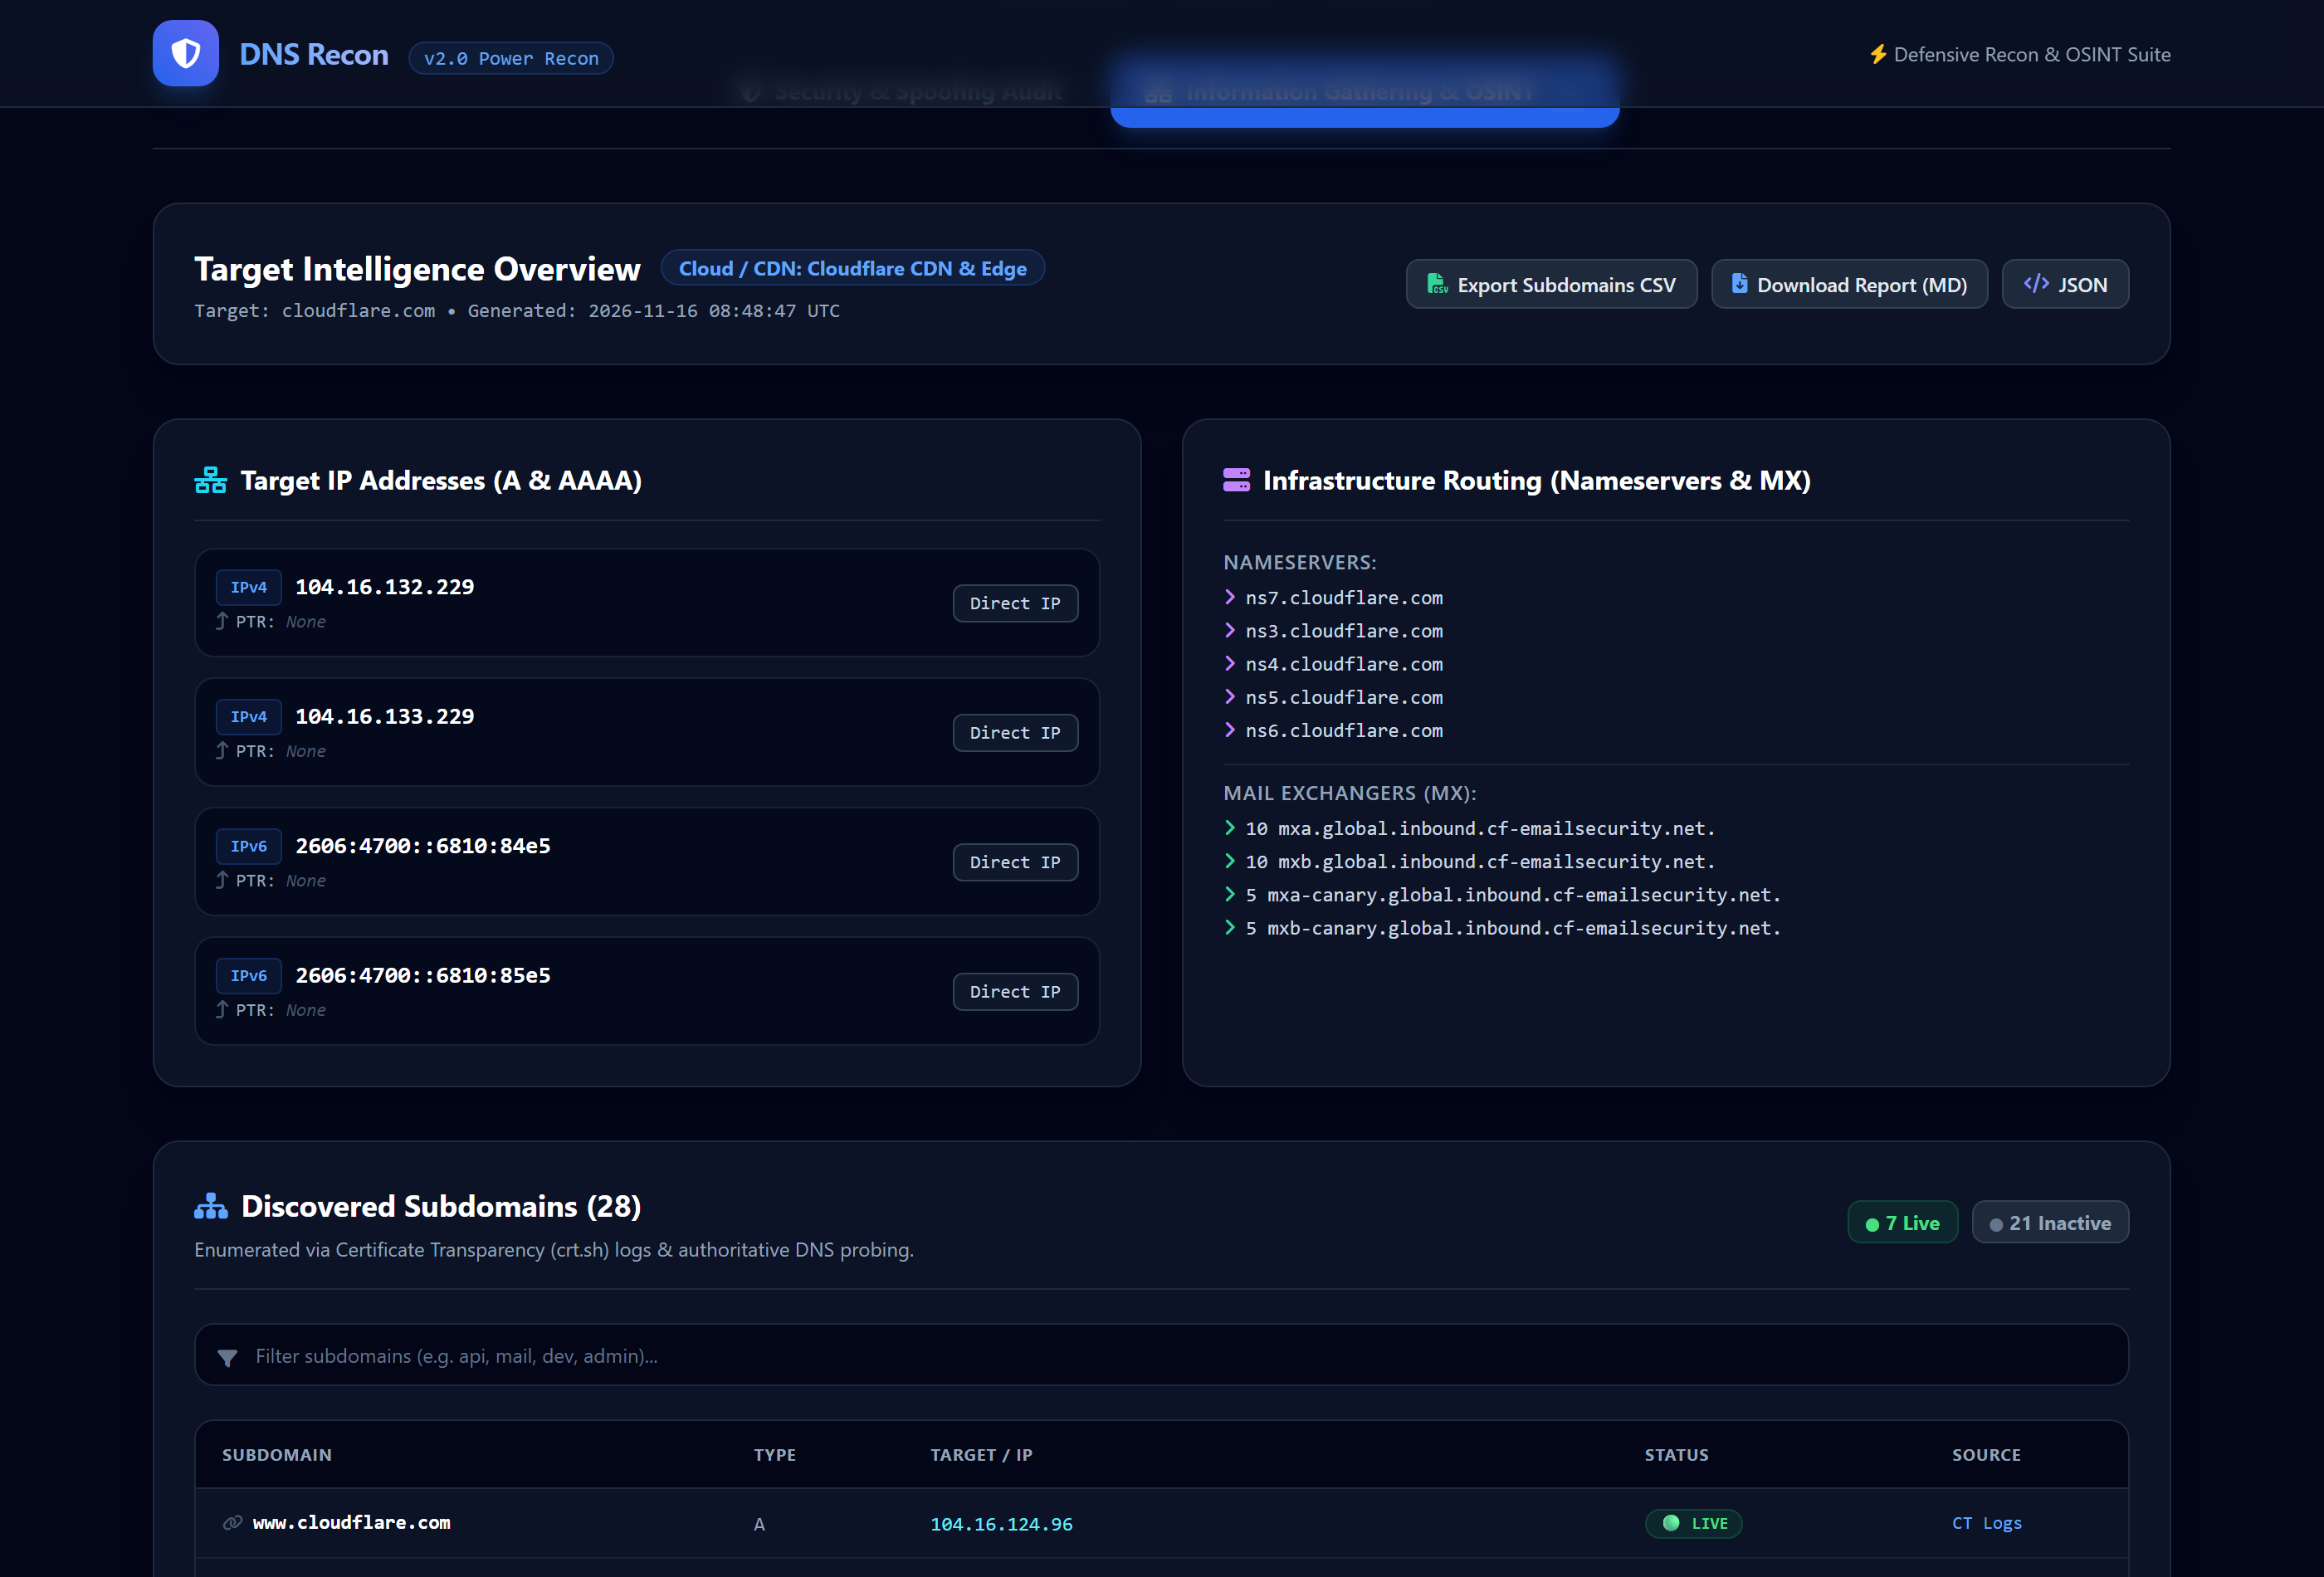 DNS Recon
v2.0 Power Recon
⚡ Defensive Recon & OSINT Suite
Security & Spoofing Audit
Information Gathering & OSINT
Target Intelligence Overview
Cloud / CDN: Cloudflare CDN & Edge
Target: cloudflare.com • Generated: 2026-11-16 08:48:47 UTC
Export Subdomains CSV
Download Report (MD)
</> JSON
Target IP Addresses (A & AAAA)
IPv4 104.16.132.229
PTR: None
Direct IP
IPv4 104.16.133.229
PTR: None
Direct IP
IPv6 2606:4700::6810:84e5
PTR: None
Direct IP
IPv6 2606:4700::6810:85e5
PTR: None
Direct IP
Infrastructure Routing (Nameservers & MX)
NAMESERVERS:
ns7.cloudflare.com
ns3.cloudflare.com
ns4.cloudflare.com
ns5.cloudflare.com
ns6.cloudflare.com
MAIL EXCHANGERS (MX):
10 mxa.global.inbound.cf-emailsecurity.net.
10 mxb.global.inbound.cf-emailsecurity.net.
5 mxa-canary.global.inbound.cf-emailsecurity.net.
5 mxb-canary.global.inbound.cf-emailsecurity.net.
Discovered Subdomains (28)
Enumerated via Certificate Transparency (crt.sh) logs & authoritative DNS probing.
● 7 Live
● 21 Inactive
Filter subdomains (e.g. api, mail, dev, admin)...
SUBDOMAIN TYPE TARGET / IP STATUS SOURCE
www.cloudflare.com A 104.16.124.96 LIVE CT Logs